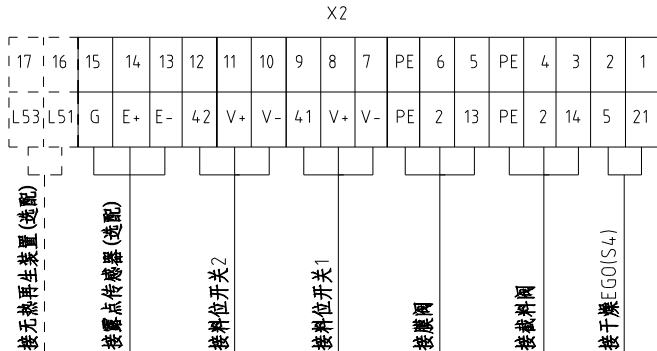 X2
17 16 15 14 13 12 11 10 9 8 7 PE 6 5 PE 4 3 2 1
L53 L51 G E+ E- 42 V+ V- 41 V+ V- PE 2 13 PE 2 14 5 21
接无热再生装置(选配)
接露点传感器(选配)
接料位开关2
接料位开关1
接膜阀
接截料阀
接干燥EGO(S4)